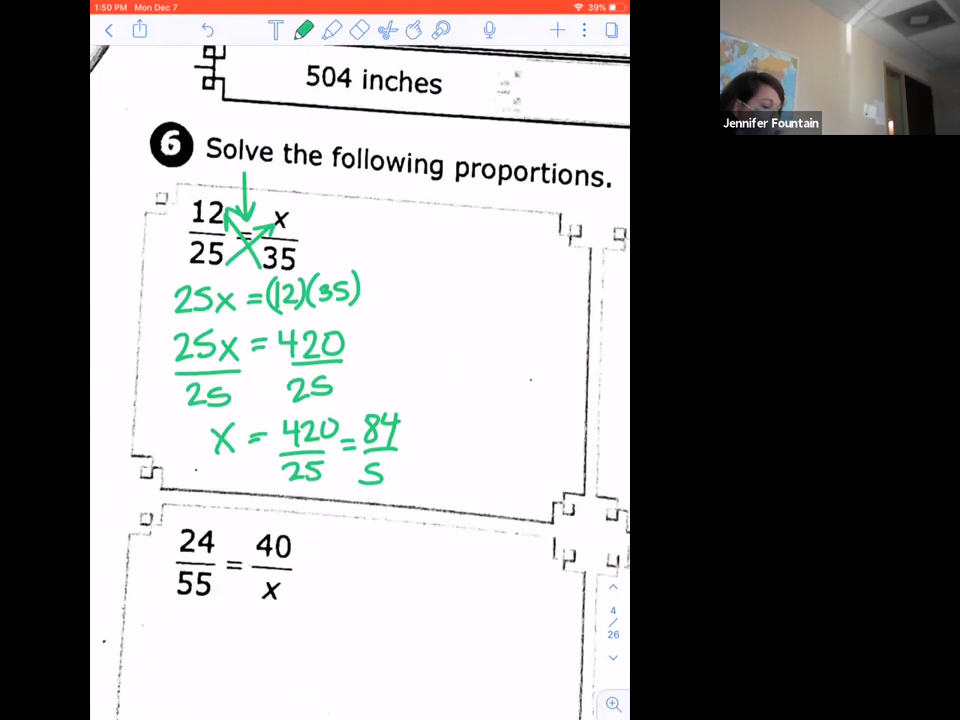 1:50 PM Mon Dec 7
39%
T
504 inches
6 Solve the following proportions.
12/25 = x/35
25x = (12)(35)
25x/25 = 420/25
x = 420/25 = 84/5
24/55 = 40/x
4
/
26
Jennifer Fountain